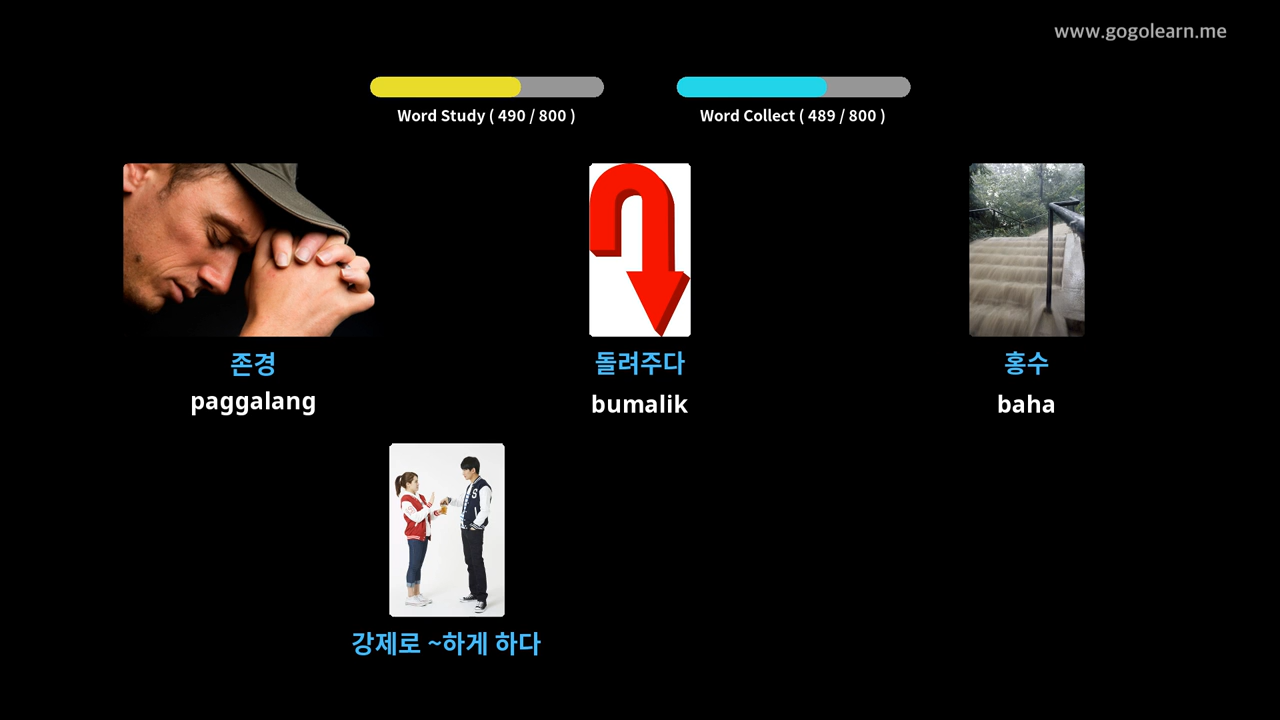 www.gogolearn.me
Word Study ( 490 / 800 )
Word Collect ( 489 / 800 )
존경
paggalang
돌려주다
bumalik
홍수
baha
강제로 ~하게 하다